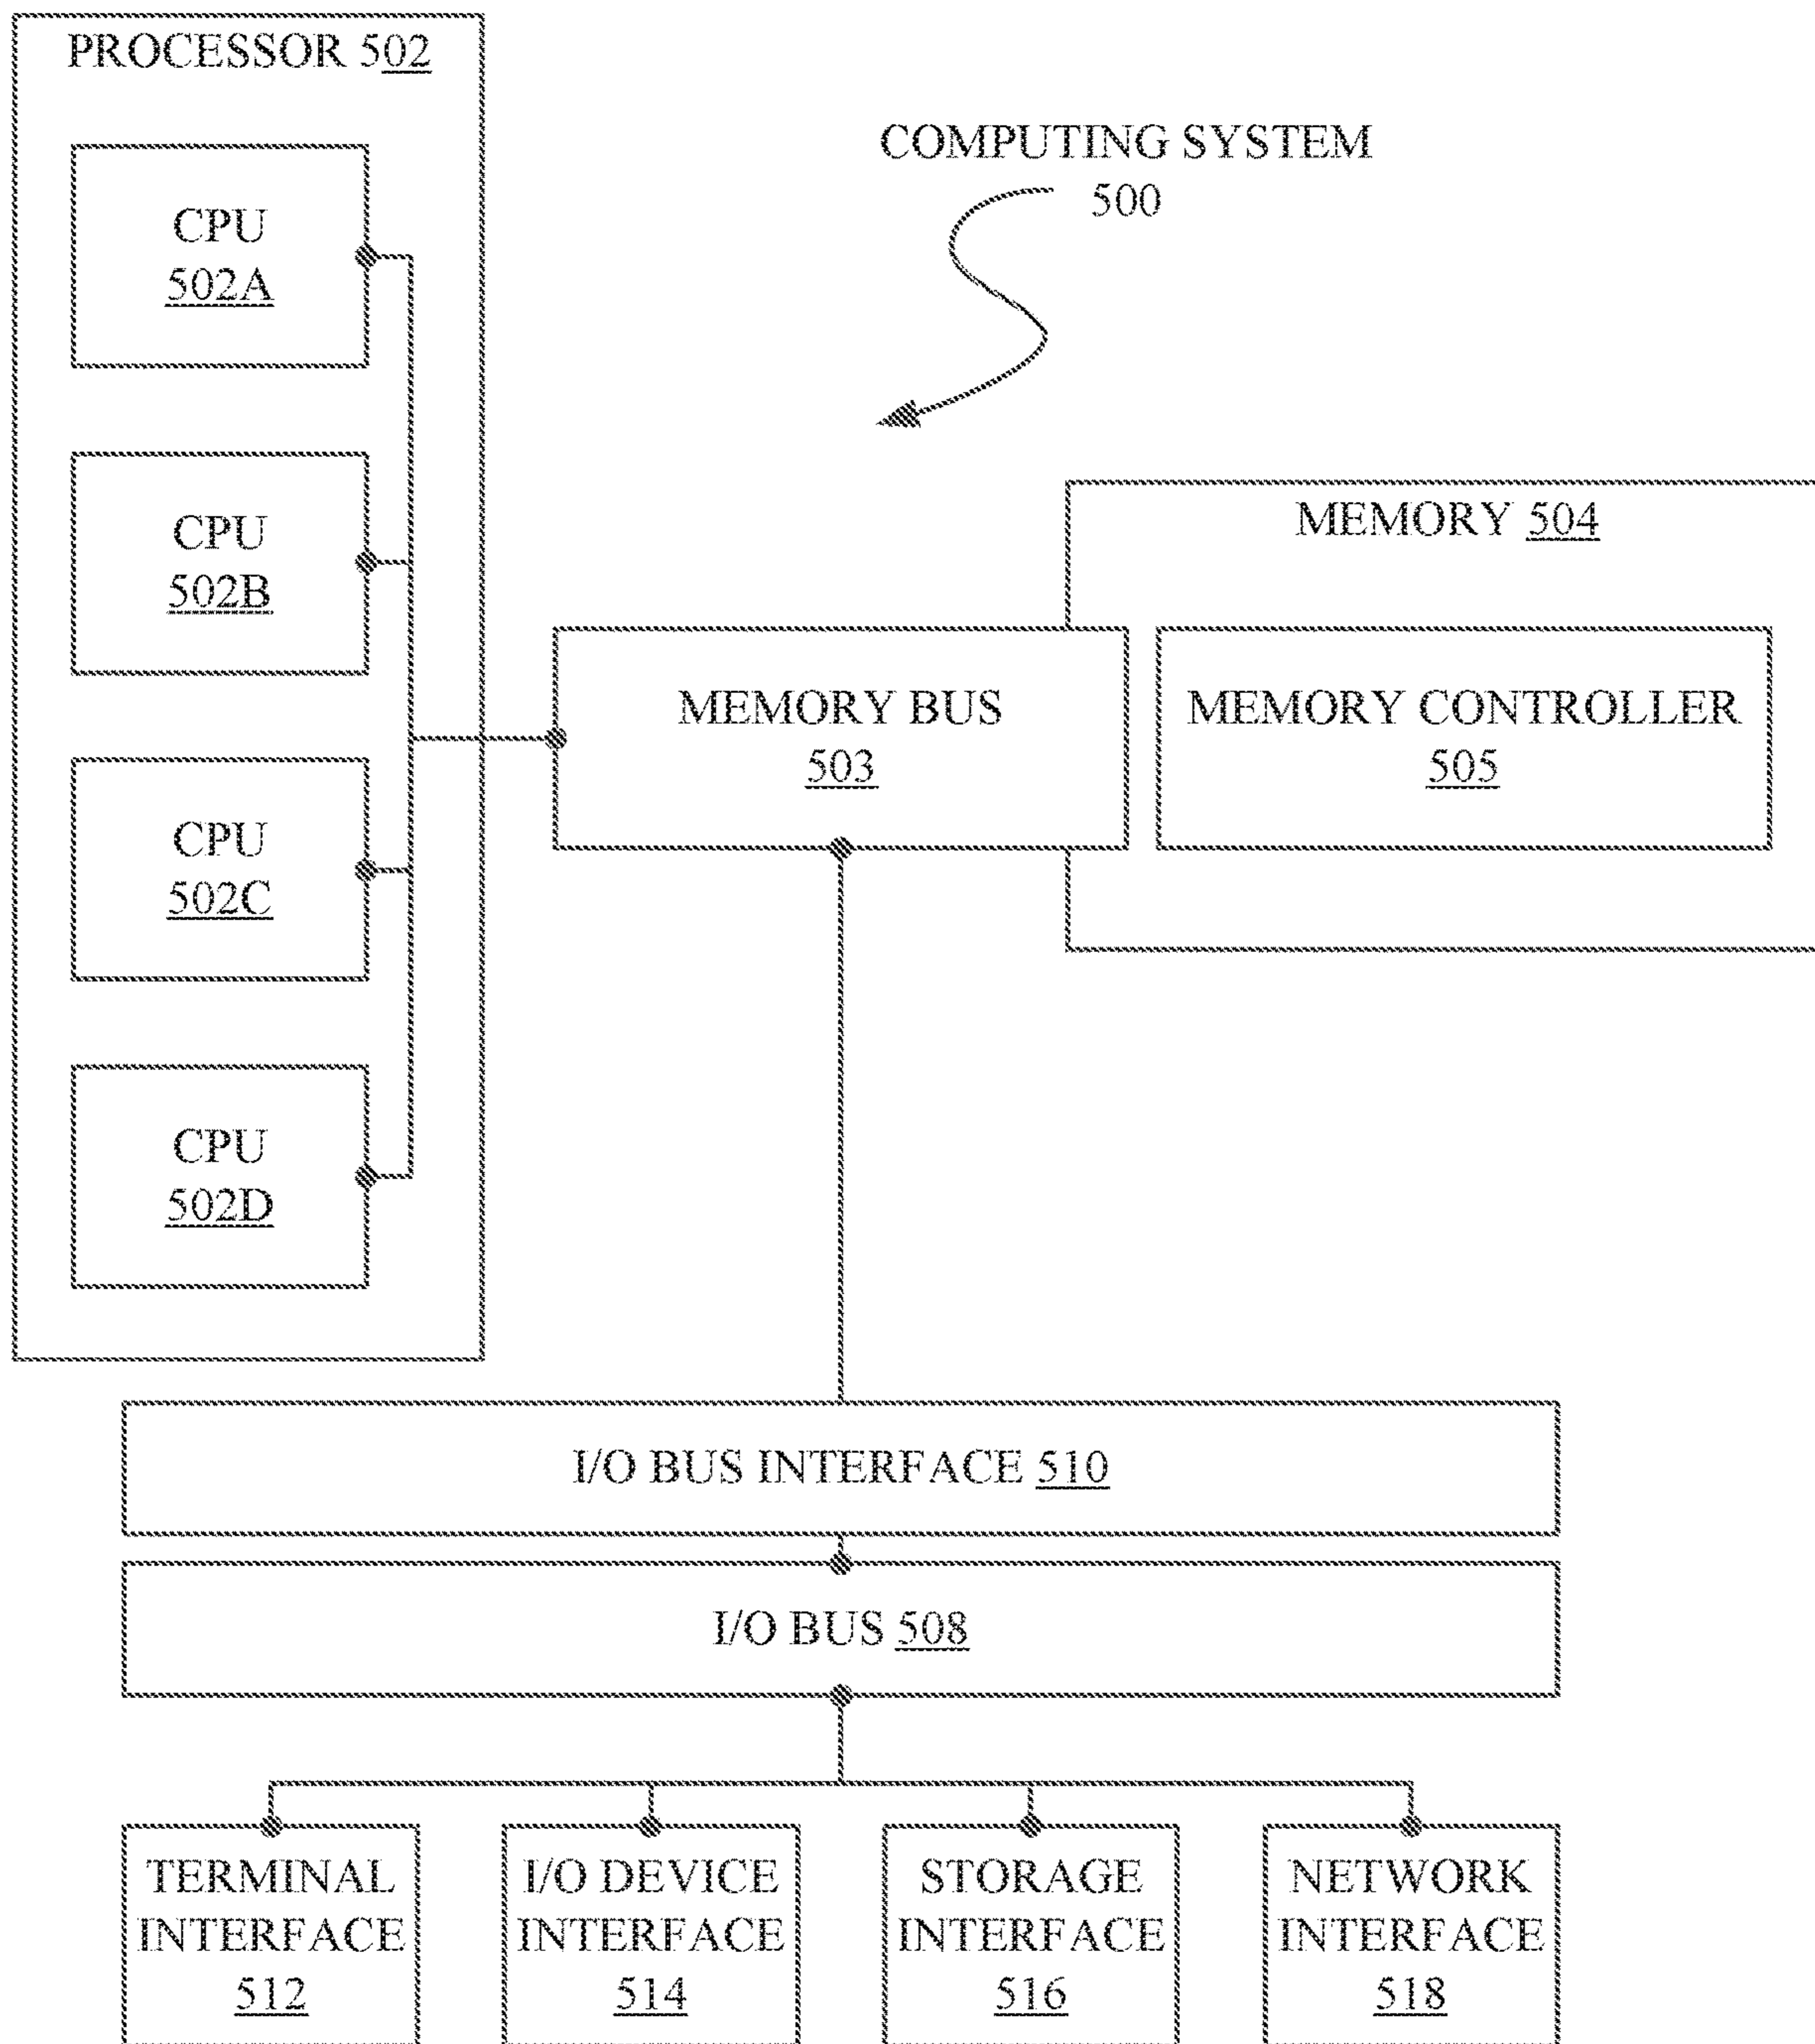 PROCESSOR 502
COMPUTING SYSTEM
500
CPU
502A
CPU
502B
MEMORY 504
MEMORY BUS
503
MEMORY CONTROLLER
505
CPU
502C
CPU
502D
I/O BUS INTERFACE 510
I/O BUS 508
TERMINAL
INTERFACE
512
I/O DEVICE
INTERFACE
514
STORAGE
INTERFACE
516
NETWORK
INTERFACE
518